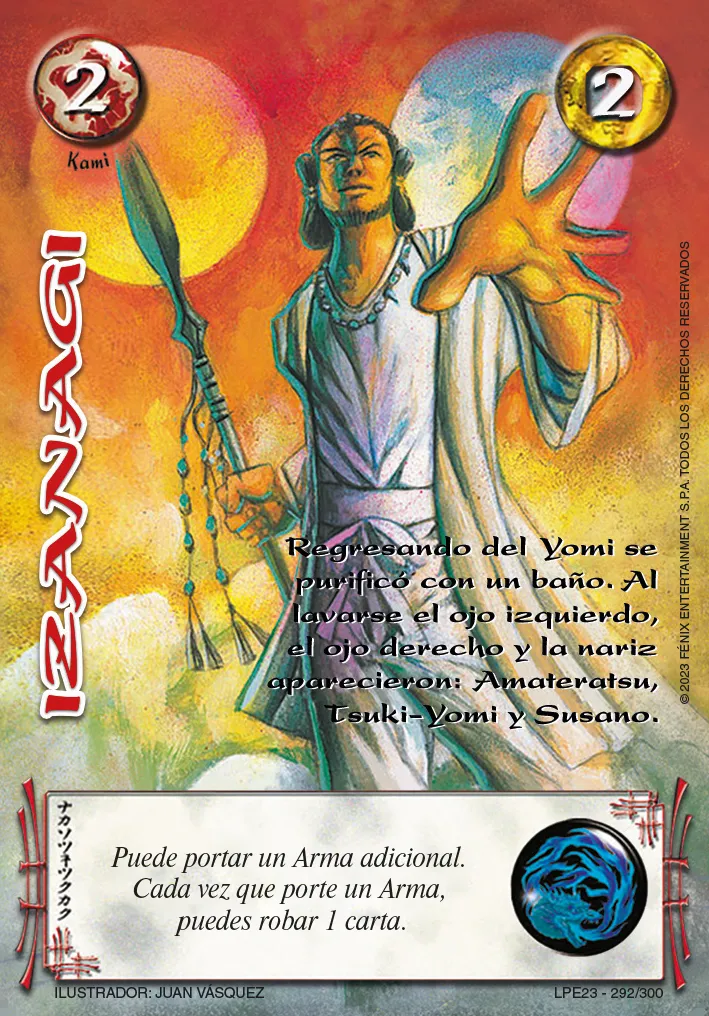 2
2
Kami
IZANAGI
Regresando del Yomi se
purificó con un baño. Al
lavarse el ojo izquierdo,
el ojo derecho y la nariz
aparecieron: Amateratsu,
Tsuki-Yomi y Susano.
© 2023 FÉNIX ENTERTAINMENT S.P.A. TODOS LOS DERECHOS RESERVADOS
ナカソツネツクカク
Puede portar un Arma adicional.
Cada vez que porte un Arma,
puedes robar 1 carta.
ILUSTRADOR: JUAN VÁSQUEZ
LPE23 - 292/300